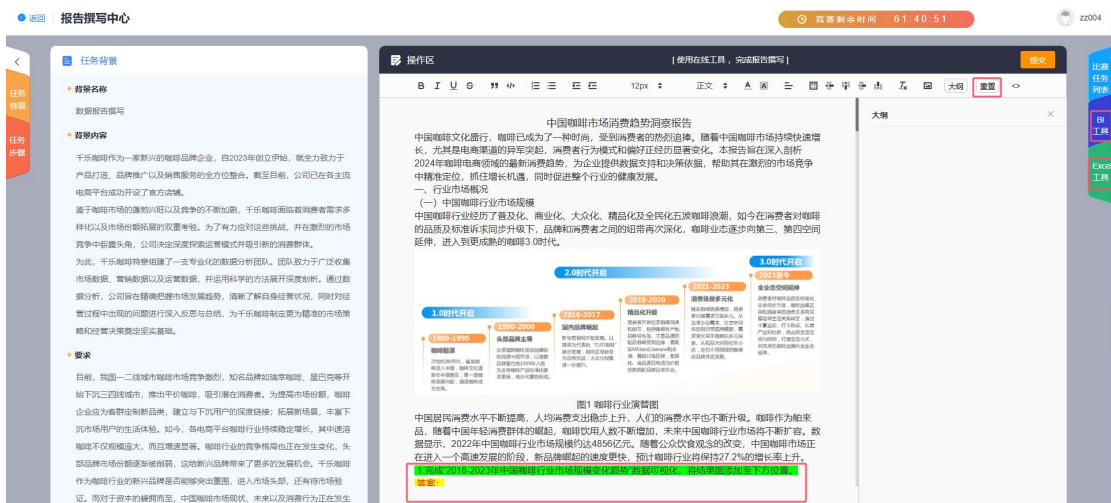 返回 报告撰写中心
竞赛剩余时间 61:40:51
zz004
任务背景
任务步骤
任务背景
背景名称
数据报告撰写
背景内容
千乐咖啡作为一家新兴的咖啡品牌企业，自2023年创立伊始，就全力致力于
产品打造、品牌推广以及销售服务的全方位整合。截至目前，公司已在各主流
电商平台成功开设了官方店铺。
鉴于咖啡市场的蓬勃兴旺以及竞争的不断加剧，千乐咖啡面临着消费者需求多
样化以及市场份额拓展的双重考验。为了有力应对这些挑战，并在激烈的市场
竞争中崭露头角，公司决定深度探索运营模式并吸引新的消费群体。
为此，千乐咖啡特意组建了一支专业化的数据分析团队。团队致力于广泛收集
市场数据、营销数据以及运营数据，并运用科学的方法展开深度剖析。通过数
据分析，公司旨在精确把握市场发展趋势，清晰了解自身经营状况，同时对经
营过程中出现的问题进行深入反思与总结，为千乐咖啡制定更为精准的市场策
略和经营决策奠定坚实基础。
要求
目前，我国一二线城市咖啡市场竞争激烈，知名品牌如瑞幸咖啡、星巴克等开
始下沉三四线城市，推出平价咖啡，吸引潜在消费者。为提高市场份额，咖啡
企业应为春群定制新品类，建立与下沉用户的深度链接；拓展新场景，丰富下
沉市场用户的生活体验。如今，各电商平台咖啡行业持续稳定增长，其中速溶
咖啡不仅规模庞大，而且增速显著。咖啡行业的竞争格局也正在发生变化，头
部品牌市场份额逐渐被削弱，这给新兴品牌带来了更多的发展机会。千乐咖啡
作为咖啡行业的新兴品牌是否能够突出重围，进入市场头部，还有待市场验
证。而对于资本的蜂拥而至，中国咖啡市场现状、未来以及消费行为正在发生
操作区
[ 使用在线工具，完成报告撰写 ]
提交
B I U S 12px 正文 A 大纲 重置
大纲
中国咖啡市场消费趋势洞察报告
中国咖啡文化盛行，咖啡已成为了一种时尚，受到消费者的热烈追捧。随着中国咖啡市场持续快速增
长，尤其是电商渠道的异军突起，消费者行为模式和偏好正经历显著变化。本报告旨在深入剖析
2024年咖啡电商领域的最新消费趋势，为企业提供数据支持和决策依据，帮助其在激烈的市场竞争
中精准定位，抓住增长机遇，同时促进整个行业的健康发展。
一、行业市场概况
（一）中国咖啡行业市场规模
中国咖啡行业经历了普及化、商业化、大众化、精品化及全民化五波咖啡浪潮，如今在消费者对咖啡
的品质及标准诉求同步升级下，品牌和消费者之间的纽带再次深化，咖啡业态逐步向第三、第四空间
延伸，进入到更成熟的咖啡3.0时代。
1.0时代开启
2.0时代开启
3.0时代开启
1980-1990
咖啡起源
1990-2000
头部品牌主导
2016-2017
国内品牌崛起
2018-2020
精品化升级
2021-2023
消费场景多元化
2023至今
全业态空间延伸
图1 咖啡行业演替图
中国居民消费水平不断提高，人均消费支出稳步上升，人们的消费水平也不断升级。咖啡作为舶来
品，随着中国年轻消费群体的崛起，咖啡饮用人数不断增加，未来中国咖啡行业市场将不断扩容。数
据显示，2022年中国咖啡行业市场规模约达4856亿元。随着公众饮食观念的改变，中国咖啡市场正
在进入一个高速发展的阶段，新品牌崛起的速度更快，预计咖啡行业将保持27.2%的增长率上升。
1.完成“2018-2023年中国咖啡行业市场规模变化趋势”数据可视化，将结果图添加至下方位置。
答案：
比赛任务列表
BI工具
Excel工具